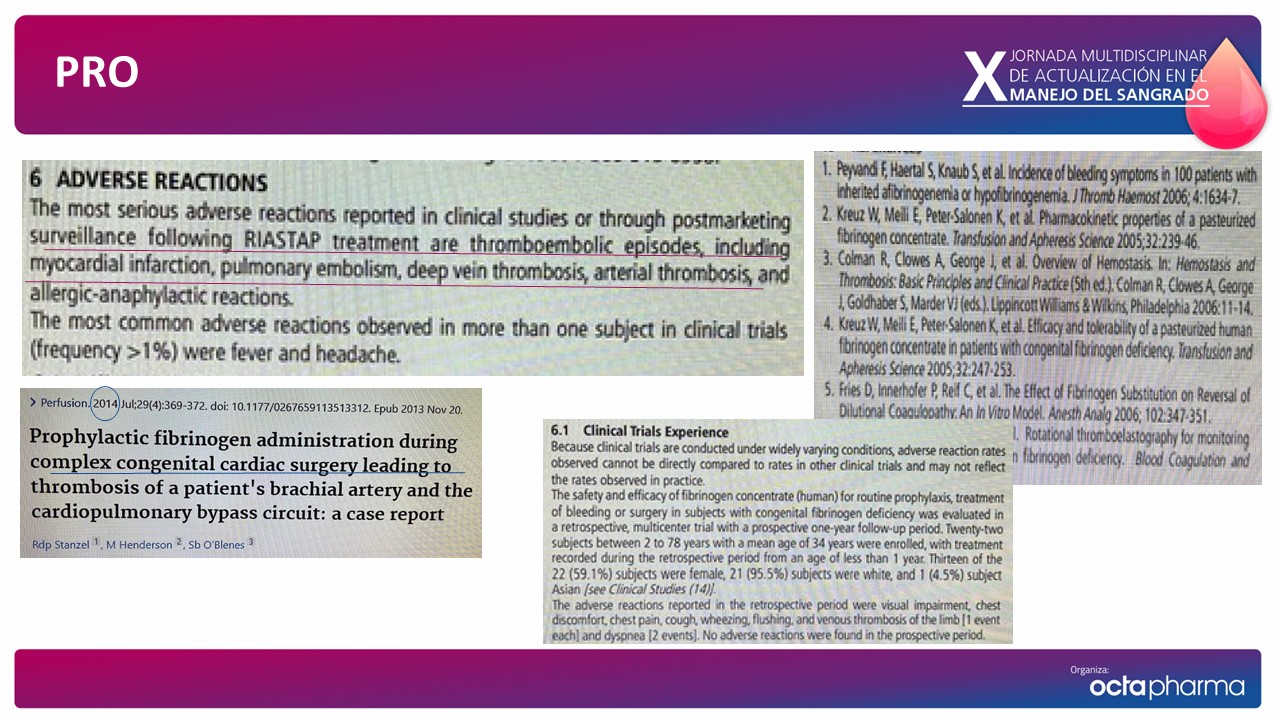 PRO
X
JORNADA MULTIDISCIPLINAR
DE ACTUALIZACIÓN EN EL
MANEJO DEL SANGRADO
6 ADVERSE REACTIONS
The most serious adverse reactions reported in clinical studies or through postmarketing
surveillance following RIASTAP treatment are thromboembolic episodes, including
myocardial infarction, pulmonary embolism, deep vein thrombosis, arterial thrombosis, and
allergic-anaphylactic reactions.
The most common adverse reactions observed in more than one subject in clinical trials
(frequency >1%) were fever and headache.
1. Peyvandi F, Haertal S, Knaub S, et al. Incidence of bleeding symptoms in 100 patients with
inherited afibrinogenemia or hypofibrinogenemia. J Thromb Haemost 2006; 4:1634-7.
2. Kreuz W, Meili E, Peter-Salonen K, et al. Pharmacokinetic properties of a pasteurized
fibrinogen concentrate. Transfusion and Apheresis Science 2005;32:239-46.
3. Colman R, Clowes A, George J, et al. Overview of Hemostasis. In: Hemostasis and
Thrombosis: Basic Principles and Clinical Practice (5th ed.). Colman R, Clowes A, George
J, Goldhaber S, Marder VJ (eds.). Lippincott Williams & Wilkins, Philadelphia 2006:11-14.
4. Kreuz W, Meili E, Peter-Salonen K, et al. Efficacy and tolerability of a pasteurized human
fibrinogen concentrate in patients with congenital fibrinogen deficiency. Transfusion and
Apheresis Science 2005;32:247-253.
5. Fries D, Innerhofer P, Reif C, et al. The Effect of Fibrinogen Substitution on Reversal of
Dilutional Coagulopathy: An In Vitro Model. Anesth Analg 2006; 102:347-351.
l. Rotational thromboelastography for monitoring
n fibrinogen deficiency. Blood Coagulation and
> Perfusion. 2014 Jul;29(4):369-372. doi: 10.1177/0267659113513312. Epub 2013 Nov 20.
Prophylactic fibrinogen administration during
complex congenital cardiac surgery leading to
thrombosis of a patient's brachial artery and the
cardiopulmonary bypass circuit: a case report
Rdp Stanzel 1, M Henderson 2, Sb O'Blenes 3
6.1 Clinical Trials Experience
Because clinical trials are conducted under widely varying conditions, adverse reaction rates
observed cannot be directly compared to rates in other clinical trials and may not reflect
the rates observed in practice.
The safety and efficacy of fibrinogen concentrate (human) for routine prophylaxis, treatment
of bleeding or surgery in subjects with congenital fibrinogen deficiency was evaluated in
a retrospective, multicenter trial with a prospective one-year follow-up period. Twenty-two
subjects between 2 to 78 years with a mean age of 34 years were enrolled, with treatment
recorded during the retrospective period from an age of less than 1 year. Thirteen of the
22 (59.1%) subjects were female, 21 (95.5%) subjects were white, and 1 (4.5%) subject
Asian [see Clinical Studies (14)].
The adverse reactions reported in the retrospective period were visual impairment, chest
discomfort, chest pain, cough, wheezing, flushing, and venous thrombosis of the limb [1 event
each] and dyspnea [2 events]. No adverse reactions were found in the prospective period.
Organiza:
octapharma